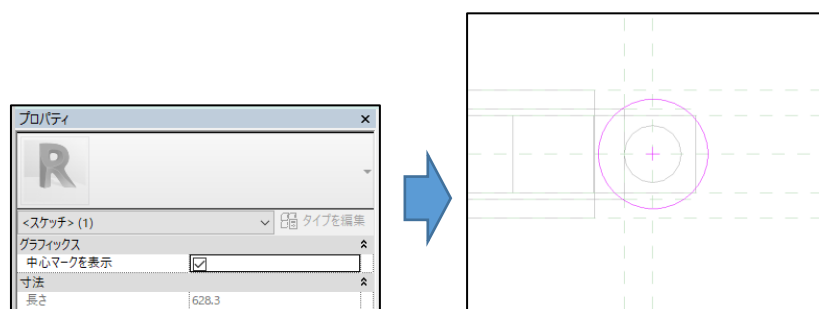 プロパティ
R
<スケッチ> (1)
タイプを編集
グラフィックス
中心マークを表示
寸法
長さ 628.3